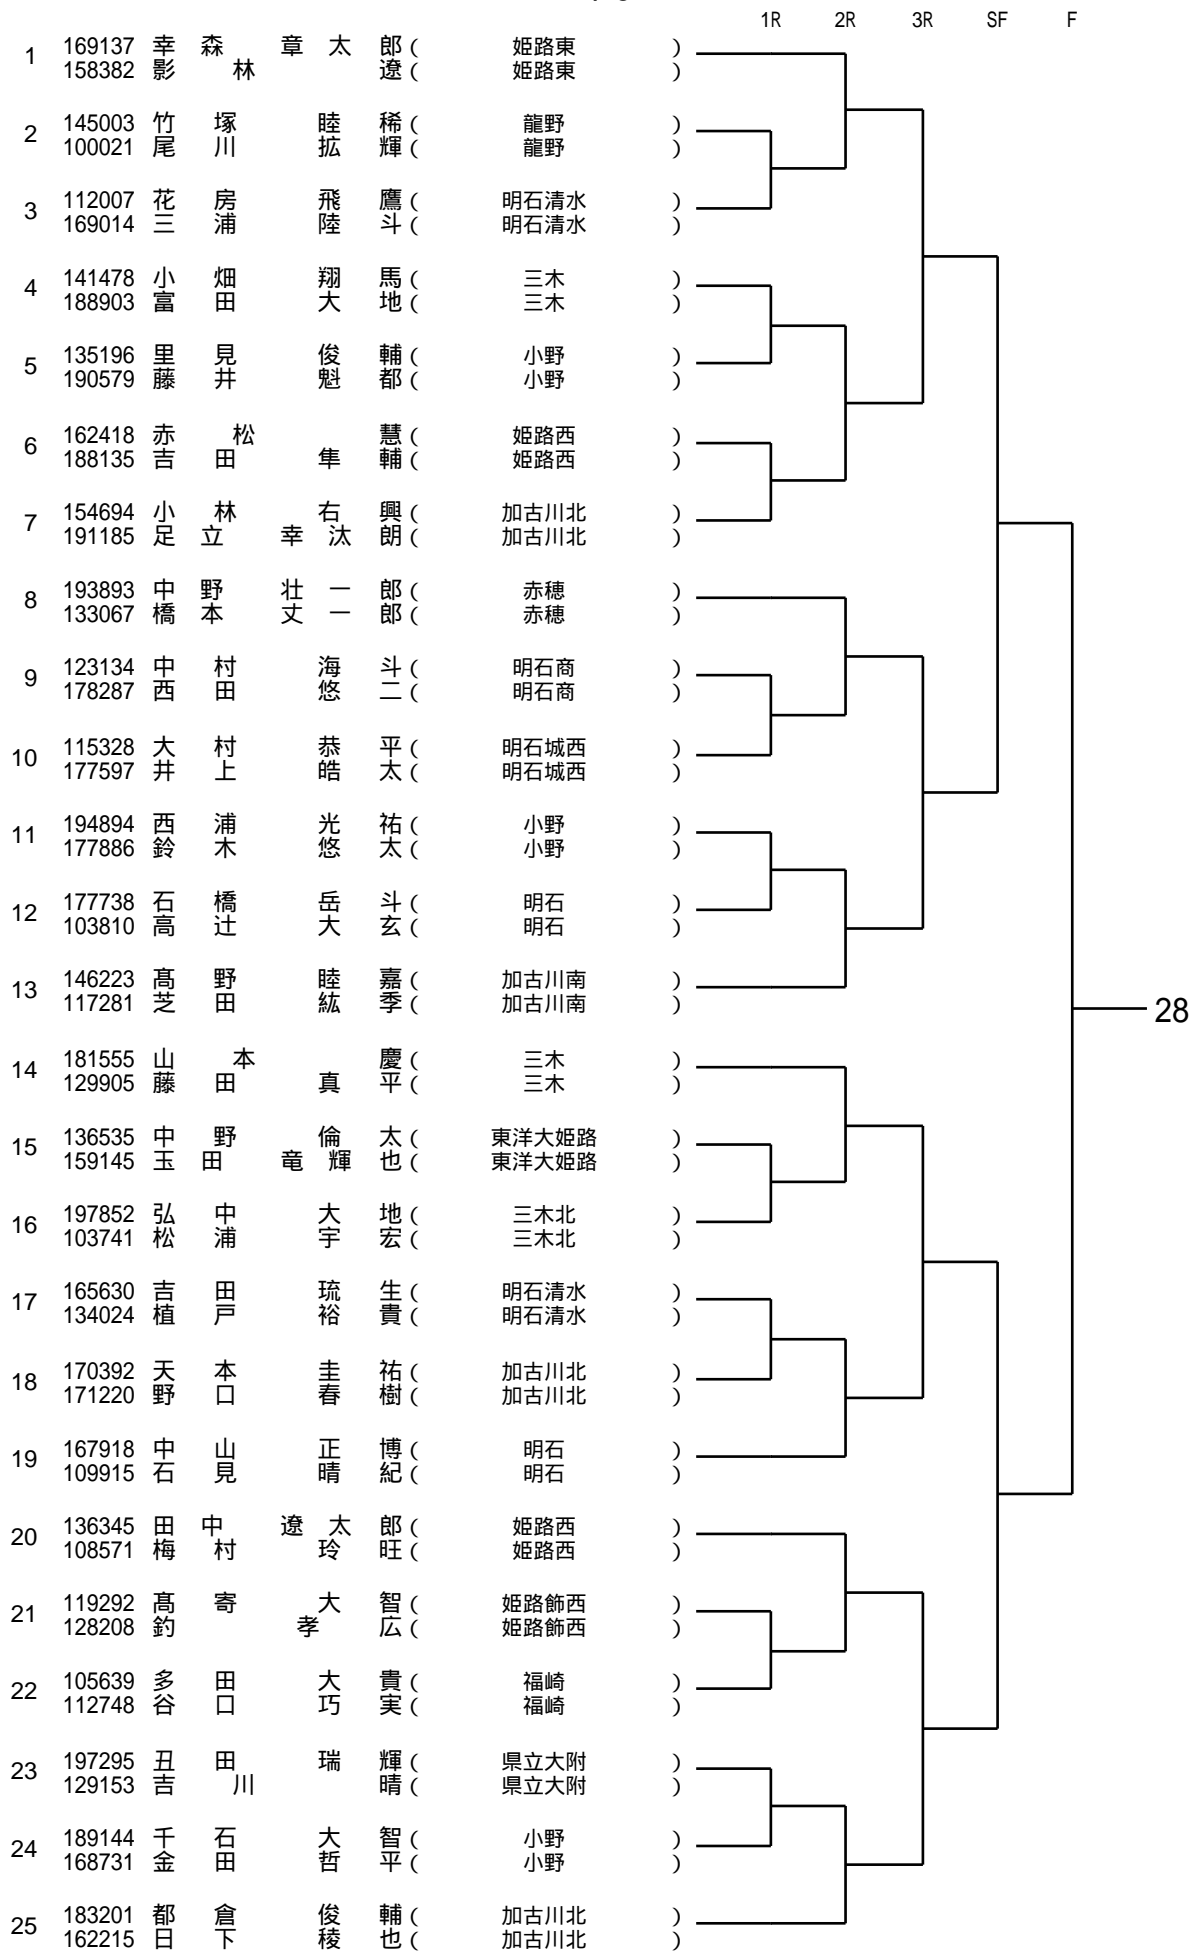 1R 2R 3R SF F
1 169137 幸森 章太郎 ( 姫路東 )
158382 影林 遼 ( 姫路東 )
2 145003 竹塚 睦稀 ( 龍野 )
100021 尾川 拡輝 ( 龍野 )
3 112007 花房 飛鷹 ( 明石清水 )
169014 三浦 陸斗 ( 明石清水 )
4 141478 小畑 翔馬 ( 三木 )
188903 富田 大地 ( 三木 )
5 135196 里見 俊輔 ( 小野 )
190579 藤井 魁都 ( 小野 )
6 162418 赤松 慧 ( 姫路西 )
188135 吉田 隼輔 ( 姫路西 )
7 154694 小林 右興 ( 加古川北 )
191185 足立 幸汰朗 ( 加古川北 )
8 193893 中野 壮一郎 ( 赤穂 )
133067 橋本 丈一郎 ( 赤穂 )
9 123134 中村 海斗 ( 明石商 )
178287 西田 悠二 ( 明石商 )
10 115328 大村 恭平 ( 明石城西 )
177597 井上 皓太 ( 明石城西 )
11 194894 西浦 光祐 ( 小野 )
177886 鈴木 悠太 ( 小野 )
12 177738 石橋 岳斗 ( 明石 )
103810 高辻 大玄 ( 明石 )
13 146223 髙野 睦嘉 ( 加古川南 )
117281 芝田 紘季 ( 加古川南 )
28
14 181555 山本 慶 ( 三木 )
129905 藤田 真平 ( 三木 )
15 136535 中野 倫太 ( 東洋大姫路 )
159145 玉田 竜輝也 ( 東洋大姫路 )
16 197852 弘中 大地 ( 三木北 )
103741 松浦 宇宏 ( 三木北 )
17 165630 吉田 琉生 ( 明石清水 )
134024 植戸 裕貴 ( 明石清水 )
18 170392 天本 圭祐 ( 加古川北 )
171220 野口 春樹 ( 加古川北 )
19 167918 中山 正博 ( 明石 )
109915 石見 晴紀 ( 明石 )
20 136345 田中 遼太郎 ( 姫路西 )
108571 梅村 玲旺 ( 姫路西 )
21 119292 髙寄 大智 ( 姫路飾西 )
128208 釣 孝広 ( 姫路飾西 )
22 105639 多田 大貴 ( 福崎 )
112748 谷口 巧実 ( 福崎 )
23 197295 丑田 瑞輝 ( 県立大附 )
129153 吉川 晴 ( 県立大附 )
24 189144 千石 大智 ( 小野 )
168731 金田 哲平 ( 小野 )
25 183201 都倉 俊輔 ( 加古川北 )
162215 日下 稜也 ( 加古川北 )